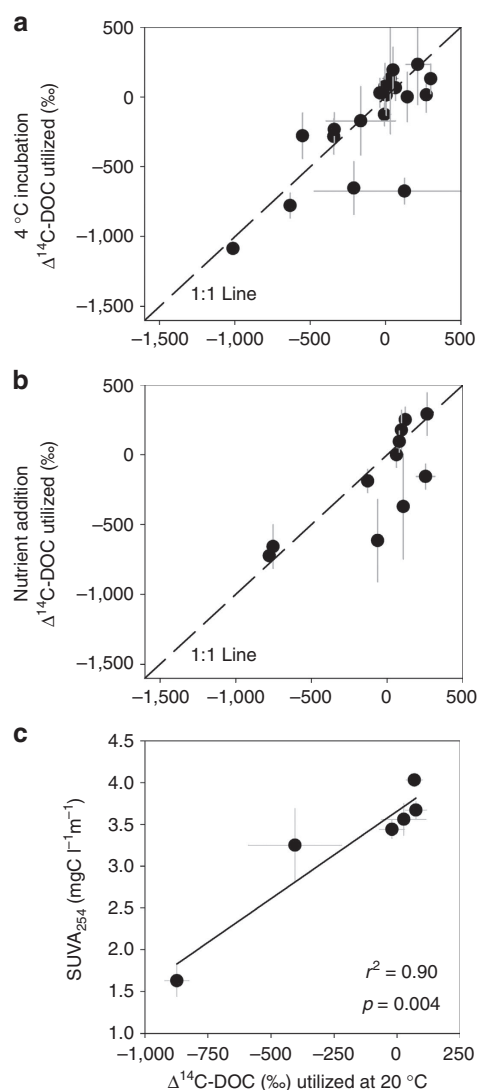 a
4 °C incubation
Δ¹⁴C-DOC utilized (‰)
500
0
−500
−1,000
−1,500
1:1 Line
−1,500 −1,000 −500 0 500
b
Nutrient addition
Δ¹⁴C-DOC utilized (‰)
500
0
−500
−1,000
−1,500
1:1 Line
−1,500 −1,000 −500 0 500
c
SUVA₂₅₄ (mgC l⁻¹m⁻¹)
4.5
4.0
3.5
3.0
2.5
2.0
1.5
1.0
r² = 0.90
p = 0.004
−1,000 −750 −500 −250 0 250
Δ¹⁴C-DOC (‰) utilized at 20 °C